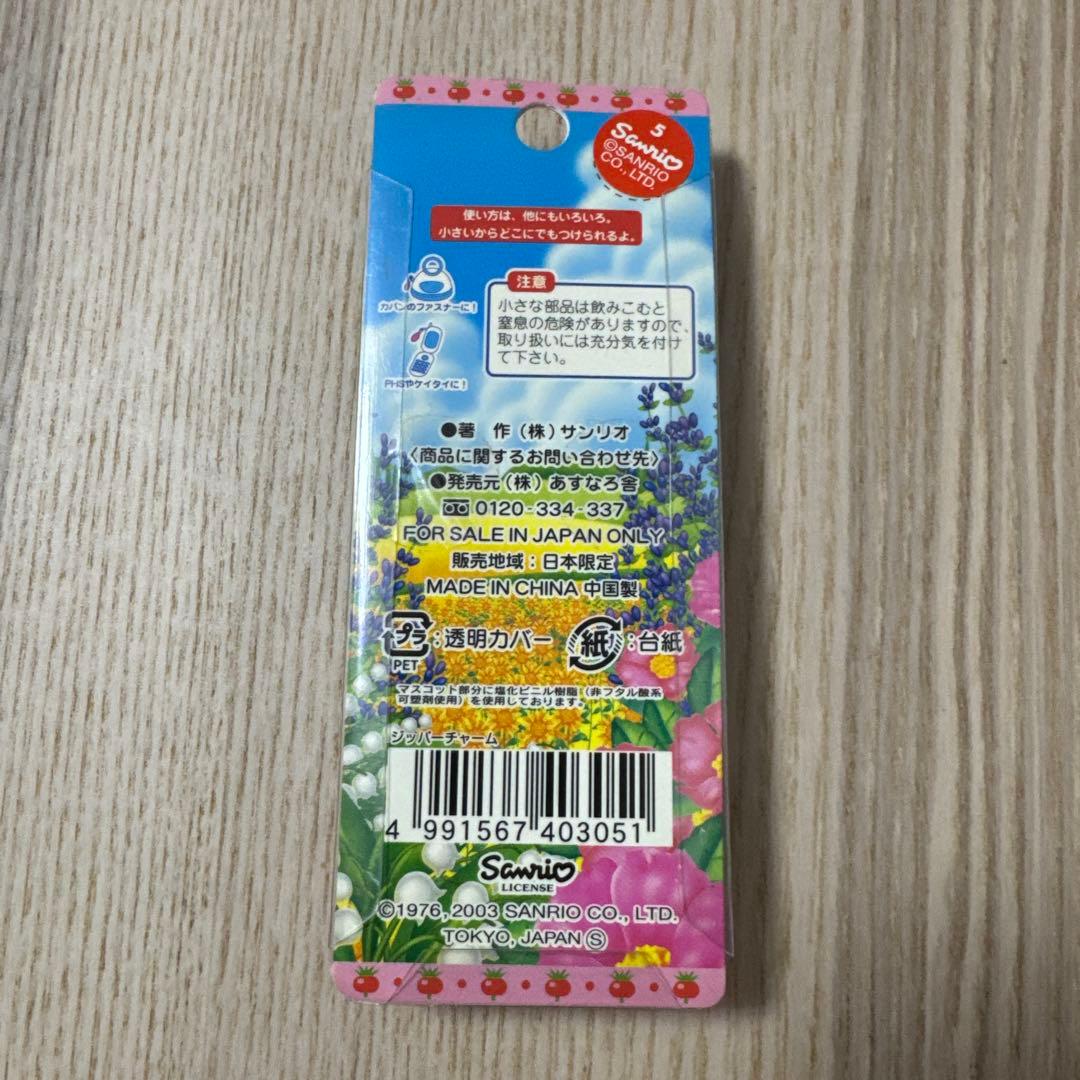 5
Sanrio
©SANRIO
CO., LTD.
使い方は、他にもいろいろ。
小さいからどこにでもつけられるよ。
カバンのファスナーに!
PHSやケイタイに!
注意
小さな部品は飲みこむと
窒息の危険がありますので、
取り扱いには充分気を付け
て下さい。
●著 作(株)サンリオ
〈商品に関するお問い合わせ先〉
●発売元(株)あすなろ舎
0120-334-337
FOR SALE IN JAPAN ONLY
販売地域:日本限定
MADE IN CHINA 中国製
プラ:透明カバー 紙:台紙
PET
マスコット部分に塩化ビニル樹脂(非フタル酸系
可塑剤使用)を使用しております。
ジッパーチャーム
4 991567 403051
Sanrio
LICENSE
©1976, 2003 SANRIO CO., LTD.
TOKYO, JAPAN Ⓢ